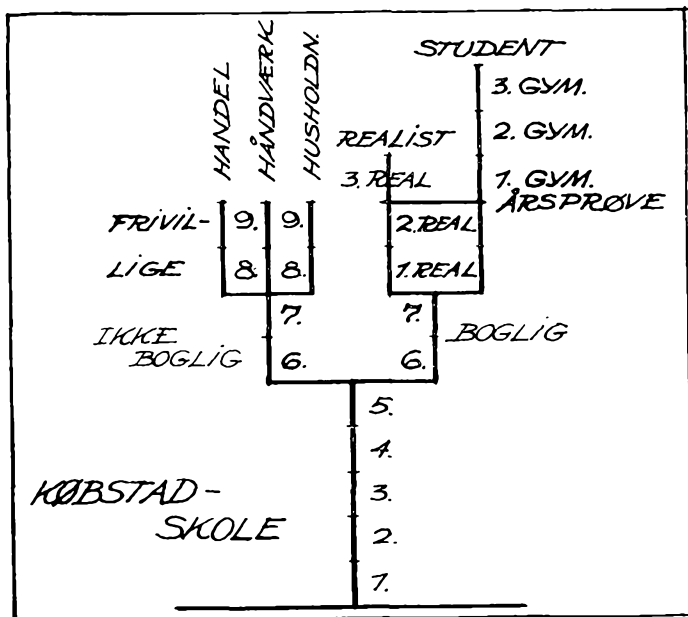 STUDENT
3. GYM.
2. GYM.
1. GYM.
ÅRSPRØVE
HANDEL
HÅNDVÆRK
HUSHOLDN.
REALIST
3. REAL
2. REAL
1. REAL
FRIVIL-
LIGE
9. 9.
8. 8.
7. 7.
6. 6.
IKKE
BOGLIG
BOGLIG
5.
4.
3.
2.
1.
KØBSTAD-
SKOLE